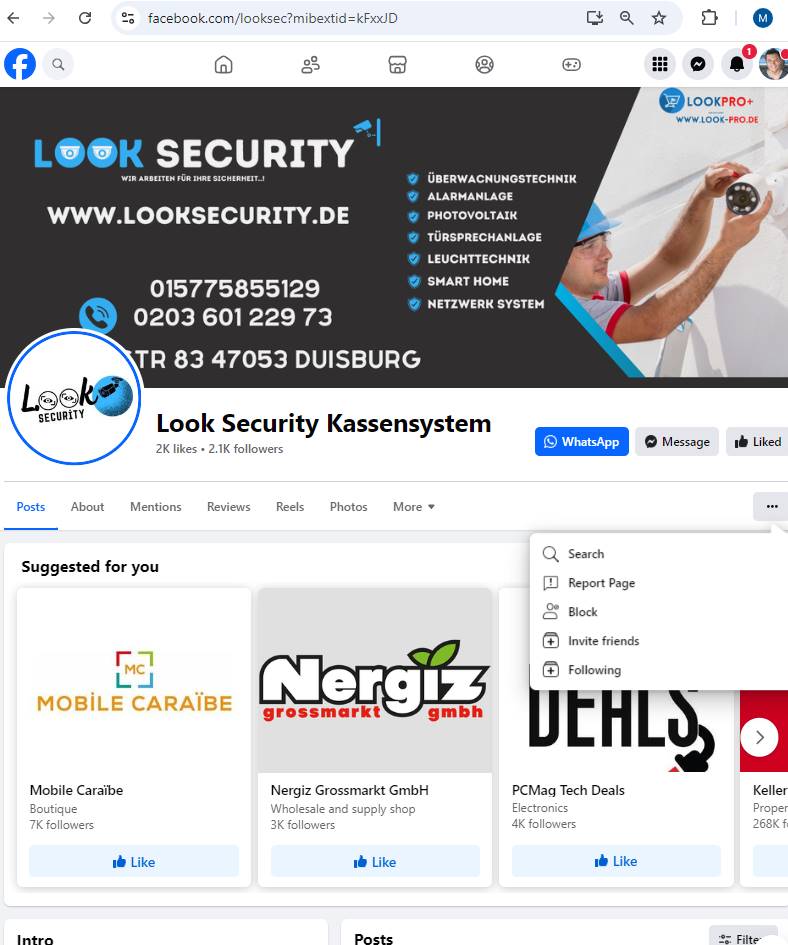 facebook.com/looksec?mibextid=kFxxJD
M
1
LOOKPRO+
WWW.LOOK-PRO.DE
LOOK SECURITY
WIR ARBEITEN FÜR IHRE SICHERHEIT..!
WWW.LOOKSECURITY.DE
ÜBERWACNUNGSTECHNIK
ALARMANLAGE
PHOTOVOLTAIK
TÜRSPRECHANLAGE
LEUCHTTECHNIK
SMART HOME
NETZWERK SYSTEM
015775855129
0203 601 229 73
TR 83 47053 DUISBURG
Look
SECURİTY
Look Security Kassensystem
2K likes • 2.1K followers
WhatsApp
Message
Liked
Posts
About
Mentions
Reviews
Reels
Photos
More
Search
Report Page
Block
Invite friends
Following
Suggested for you
MC
MOBİLE CARAÏBE
Nergiz
grossmarkt gmbh
DEALS
Mobile Caraïbe
Boutique
7K followers
Like
Nergiz Grossmarkt GmbH
Wholesale and supply shop
3K followers
Like
PCMag Tech Deals
Electronics
4K followers
Like
Keller
Proper
268K f
Intro
Posts
Filte